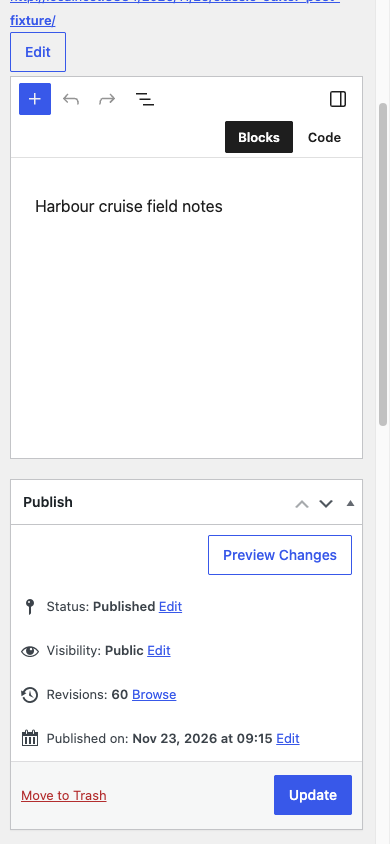 fixture/
Edit
Blocks
Code
Harbour cruise field notes
Publish
Preview Changes
Status: Published Edit
Visibility: Public Edit
Revisions: 60 Browse
Published on: Nov 23, 2026 at 09:15 Edit
Move to Trash
Update